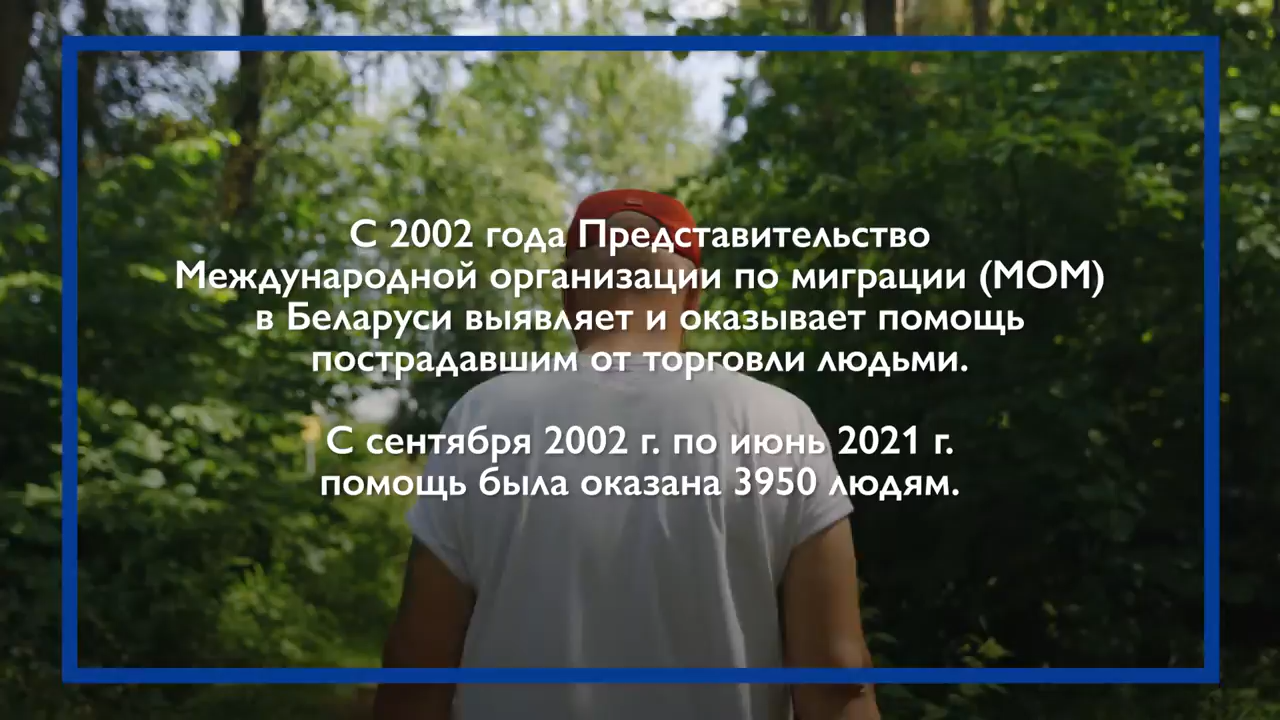 С 2002 года Представительство
Международной организации по миграции (МОМ)
в Беларуси выявляет и оказывает помощь
пострадавшим от торговли людьми.
С сентября 2002 г. по июнь 2021 г.
помощь была оказана 3950 людям.